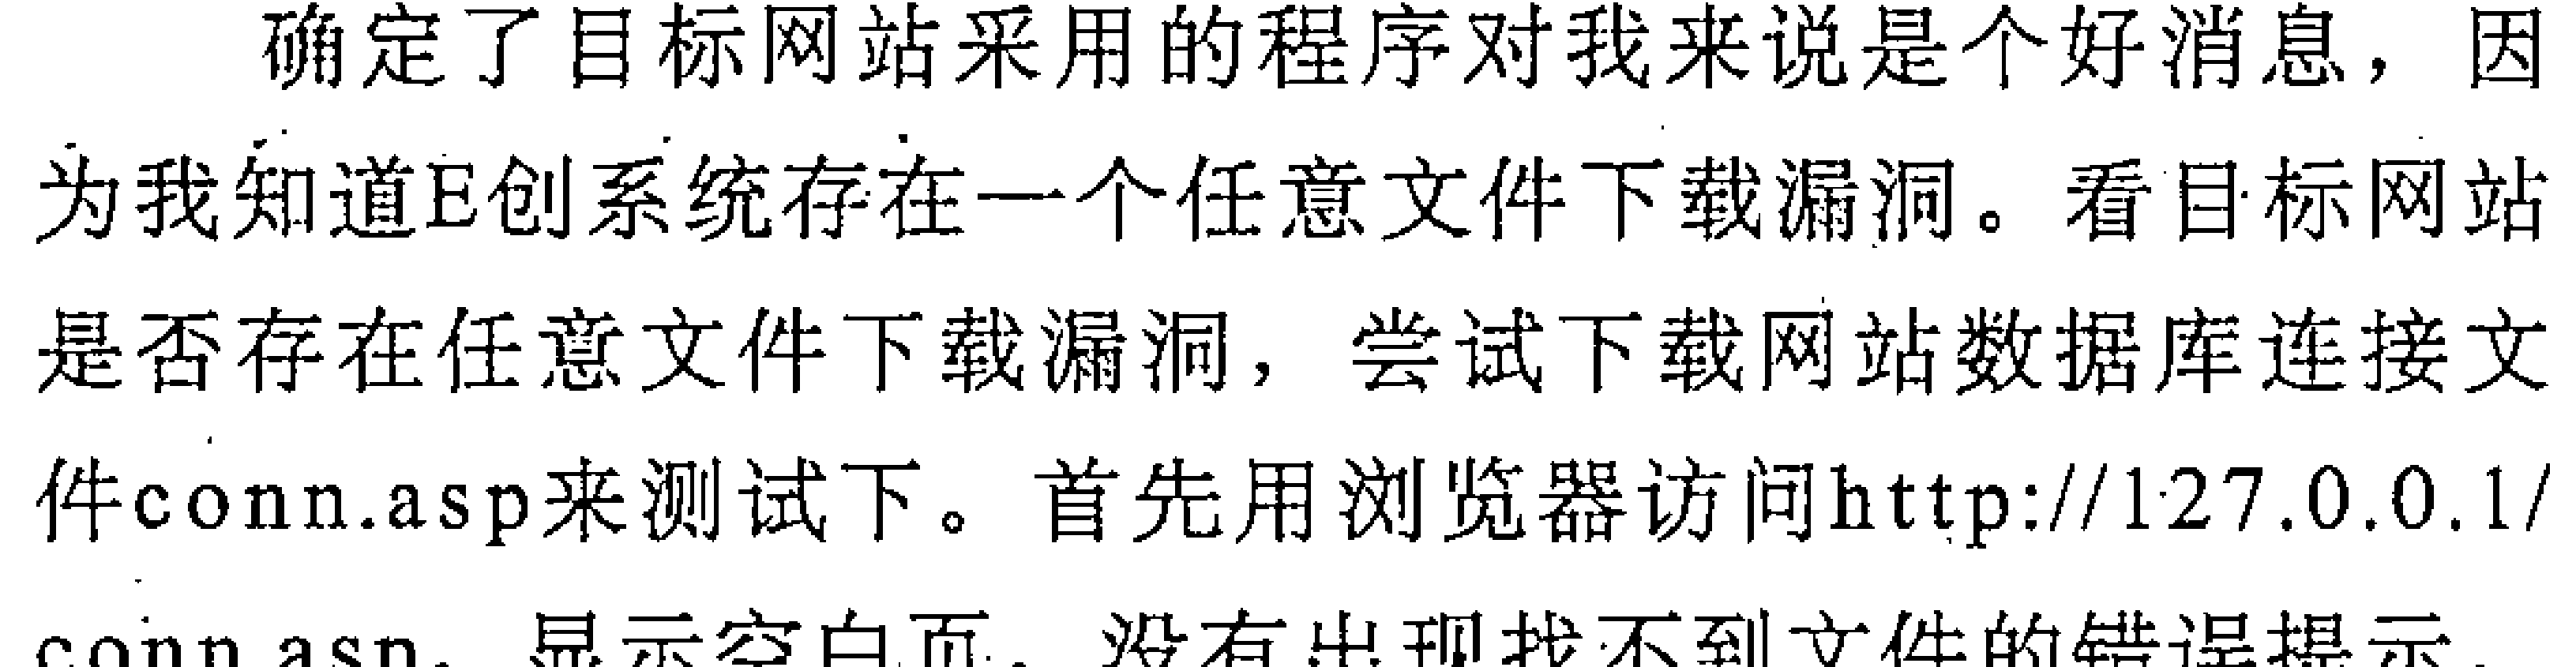 确定了目标网站采用的程序对我来说是个好消息，因
为我知道E创系统存在一个任意文件下载漏洞。看目标网站
是否存在任意文件下载漏洞，尝试下载网站数据库连接文
件conn.asp来测试下。首先用浏览器访问http://127.0.0.1/
conn.asp，显示空白页，没有出现找不到文件的错误提示